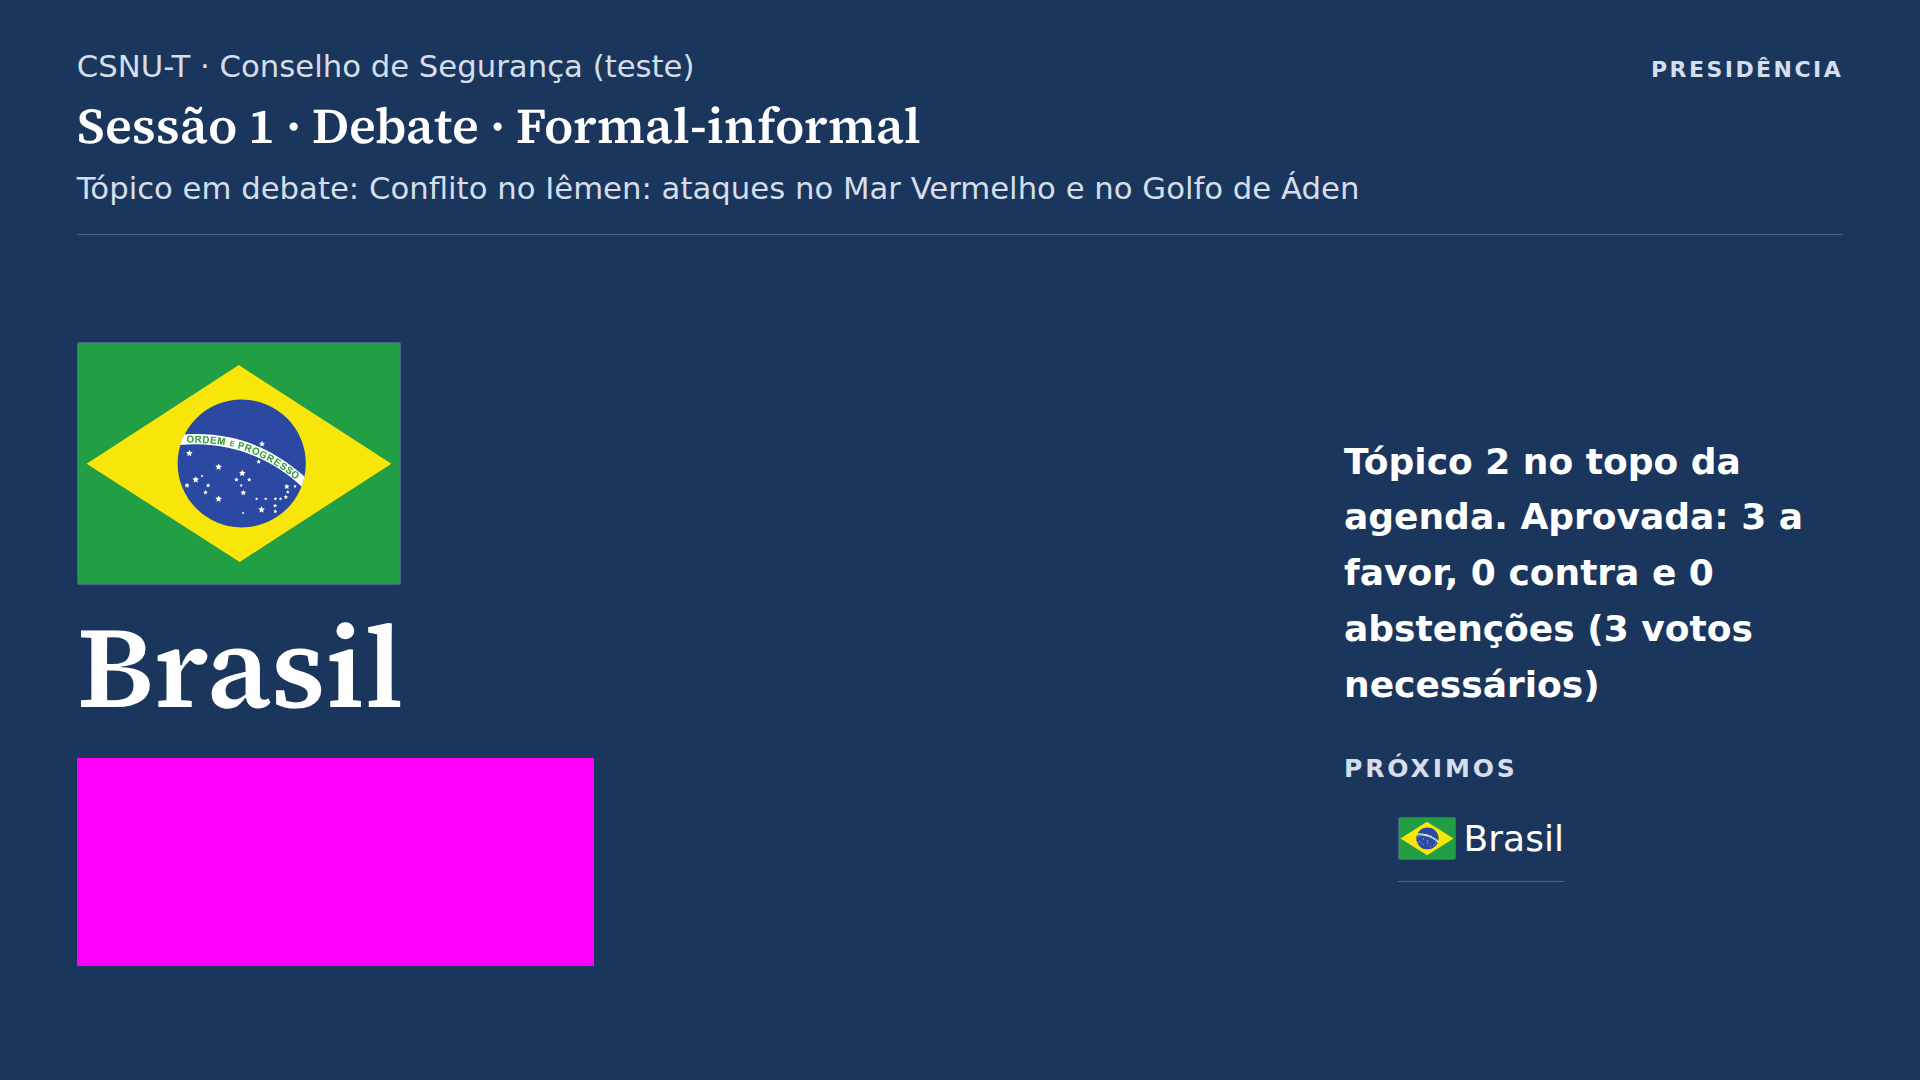 CSNU-T · Conselho de Segurança (teste)
PRESIDÊNCIA
Sessão 1 · Debate · Formal-informal
Tópico em debate: Conflito no Iêmen: ataques no Mar Vermelho e no Golfo de Áden
ORDEM E PROGRESSO
Brasil
Tópico 2 no topo da
agenda. Aprovada: 3 a
favor, 0 contra e 0
abstenções (3 votos
necessários)
PRÓXIMOS
Brasil